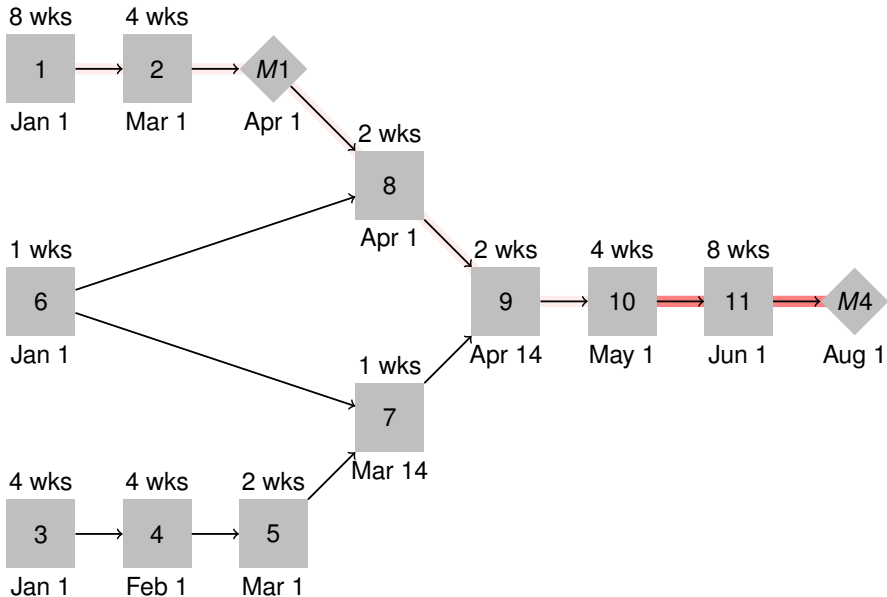 8 wks
4 wks
1
2
M1
Jan 1
Mar 1
Apr 1
2 wks
8
Apr 1
1 wks
6
Jan 1
2 wks
4 wks
8 wks
9
10
11
M4
Apr 14
May 1
Jun 1
Aug 1
1 wks
7
Mar 14
4 wks
4 wks
2 wks
3
4
5
Jan 1
Feb 1
Mar 1